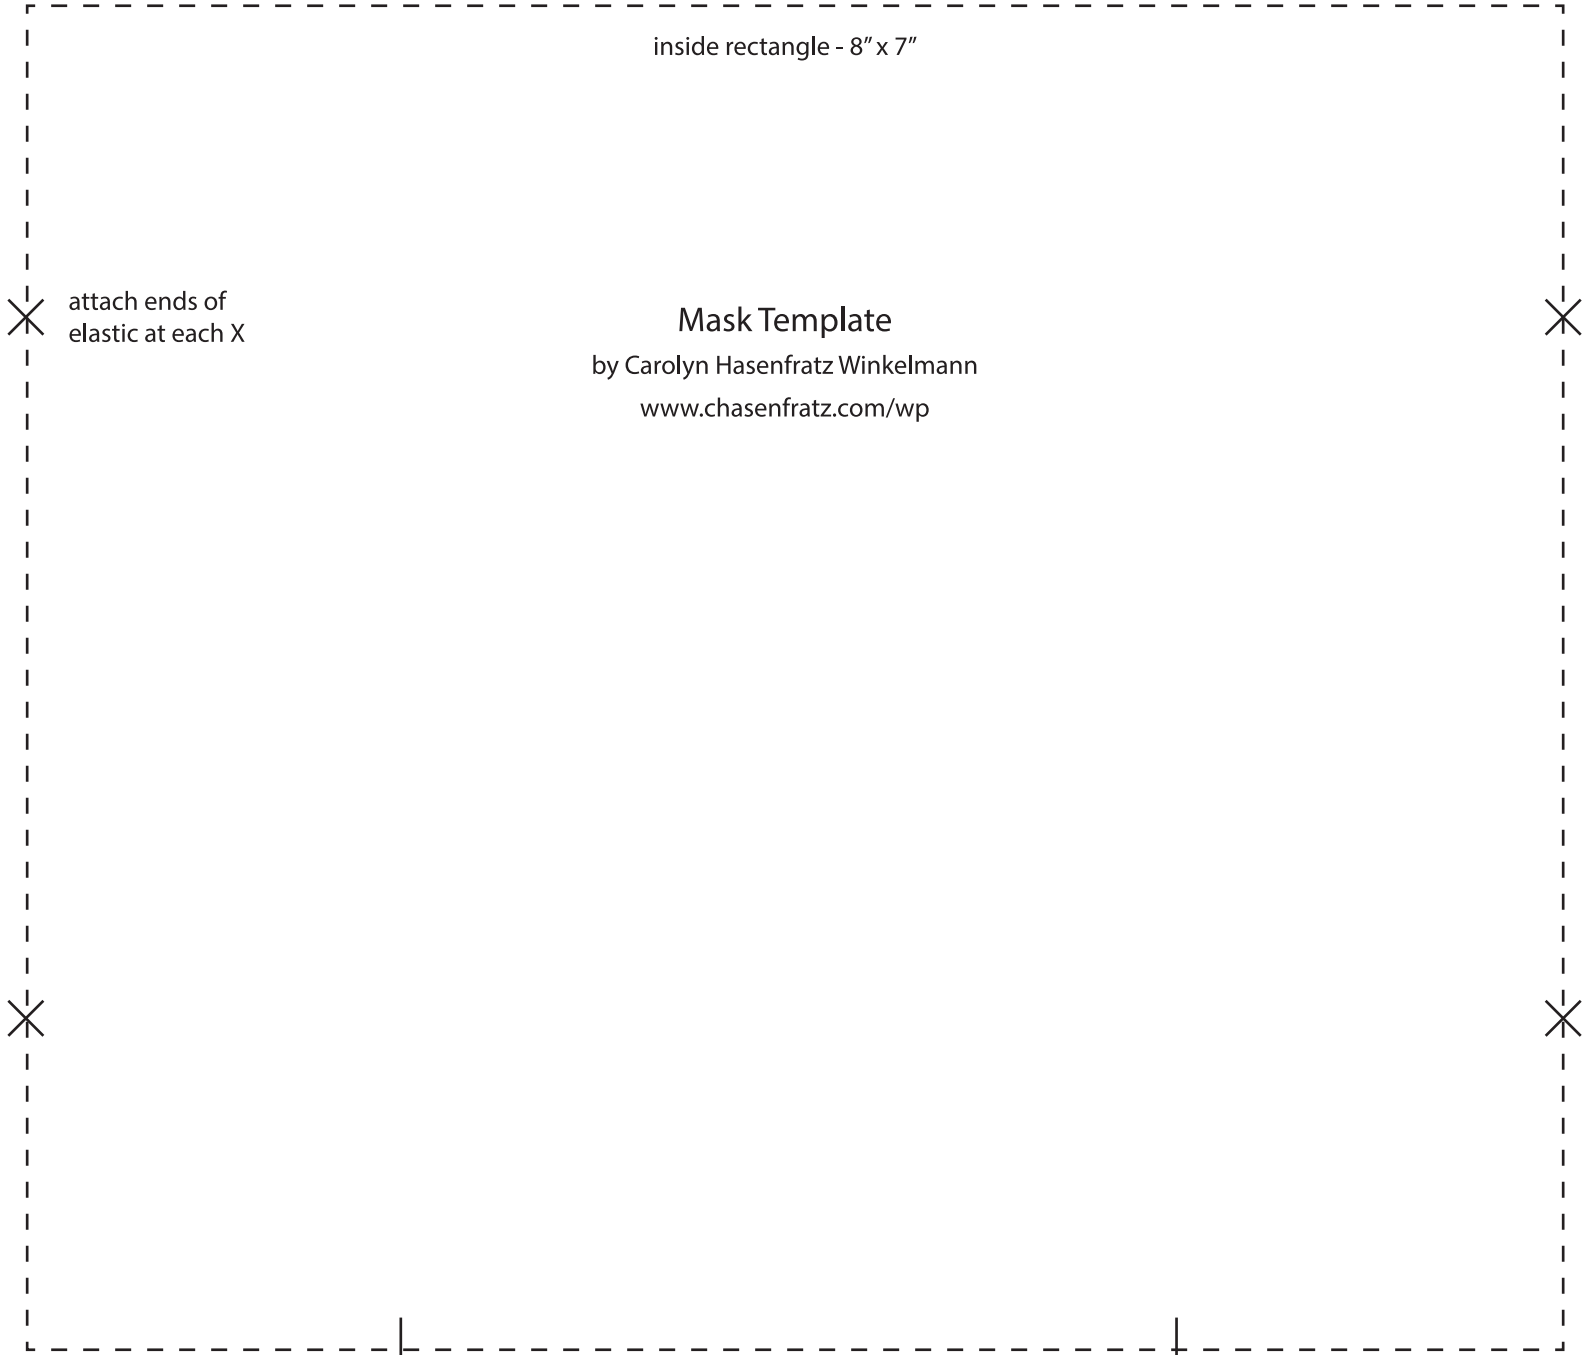 inside rectangle - 8” x 7”
attach ends of
elastic at each X
Mask Template
by Carolyn Hasenfratz Winkelmann
www.chasenfratz.com/wp